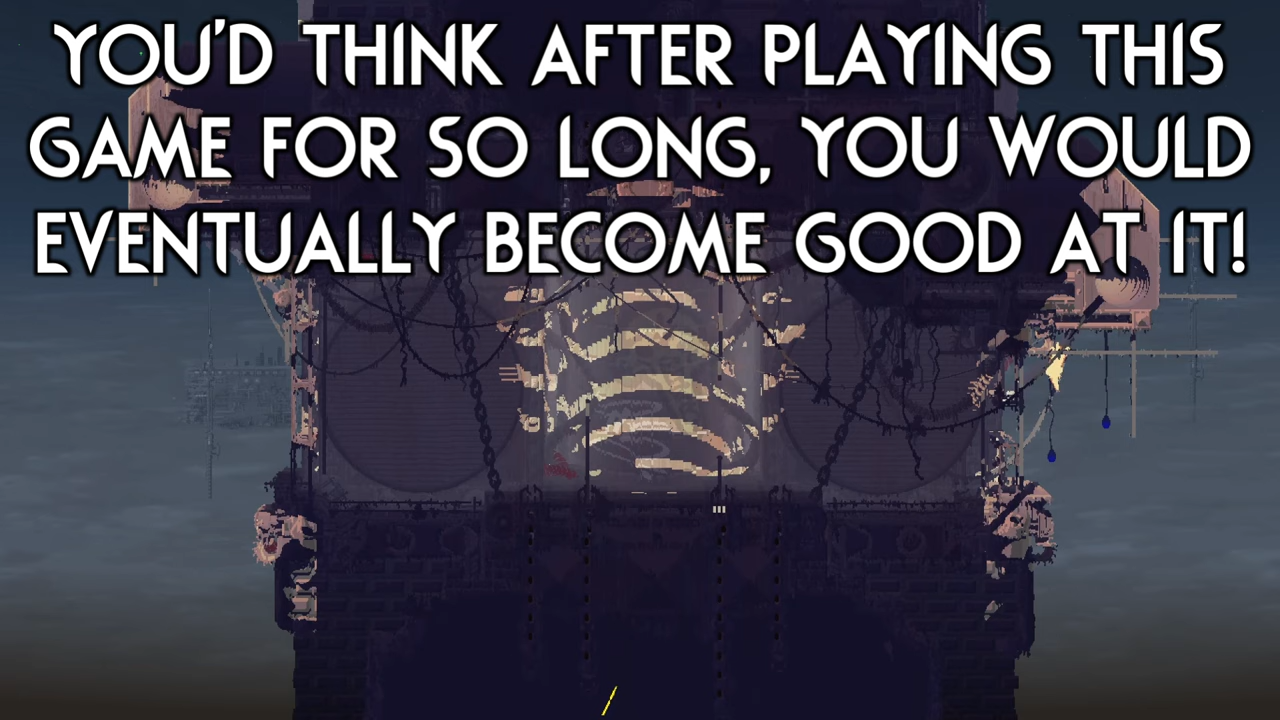 YOU'D THINK AFTER PLAYING THIS
GAME FOR SO LONG, YOU WOULD
EVENTUALLY BECOME GOOD AT IT!